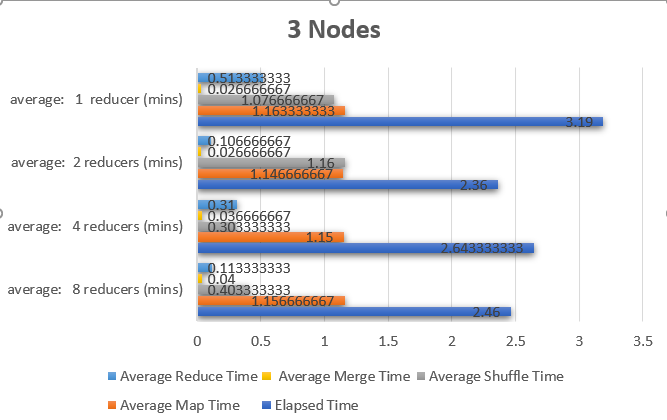 3 Nodes
average:   1  reducer (mins)
0.513333333
0.026666667
1.076666667
1.163333333
3.19
average:   2 reducers (mins)
0.106666667
0.026666667
1.16
1.146666667
2.36
average:   4 reducers (mins)
0.31
0.036666667
0.303333333
1.15
2.643333333
average:   8 reducers (mins)
0.113333333
0.04
0.403333333
1.156666667
2.46
0 0.5 1 1.5 2 2.5 3 3.5
Average Reduce Time Average Merge Time Average Shuffle Time
Average Map Time Elapsed Time